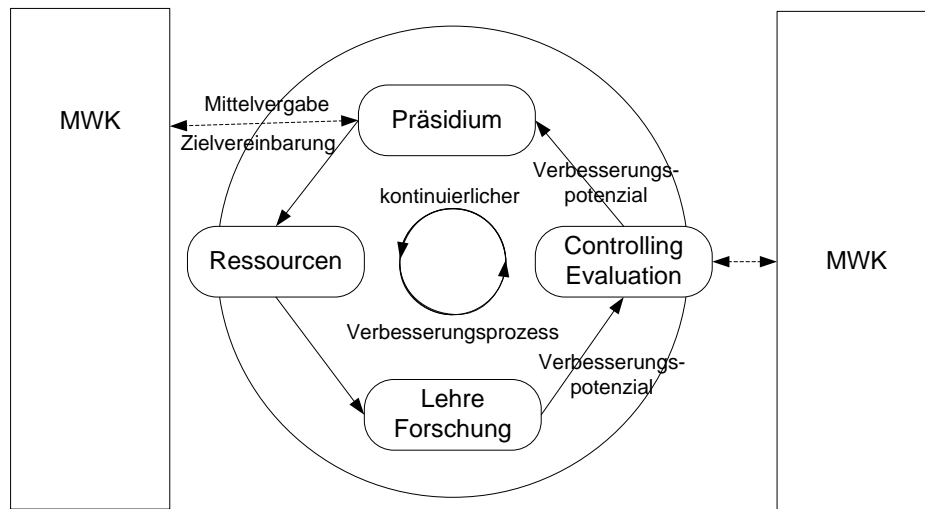 MWK
Mittelvergabe
Zielvereinbarung
Präsidium
Verbesserungs-
potenzial
kontinuierlicher
Ressourcen
Controlling
Evaluation
MWK
Verbesserungsprozess
Verbesserungs-
potenzial
Lehre
Forschung